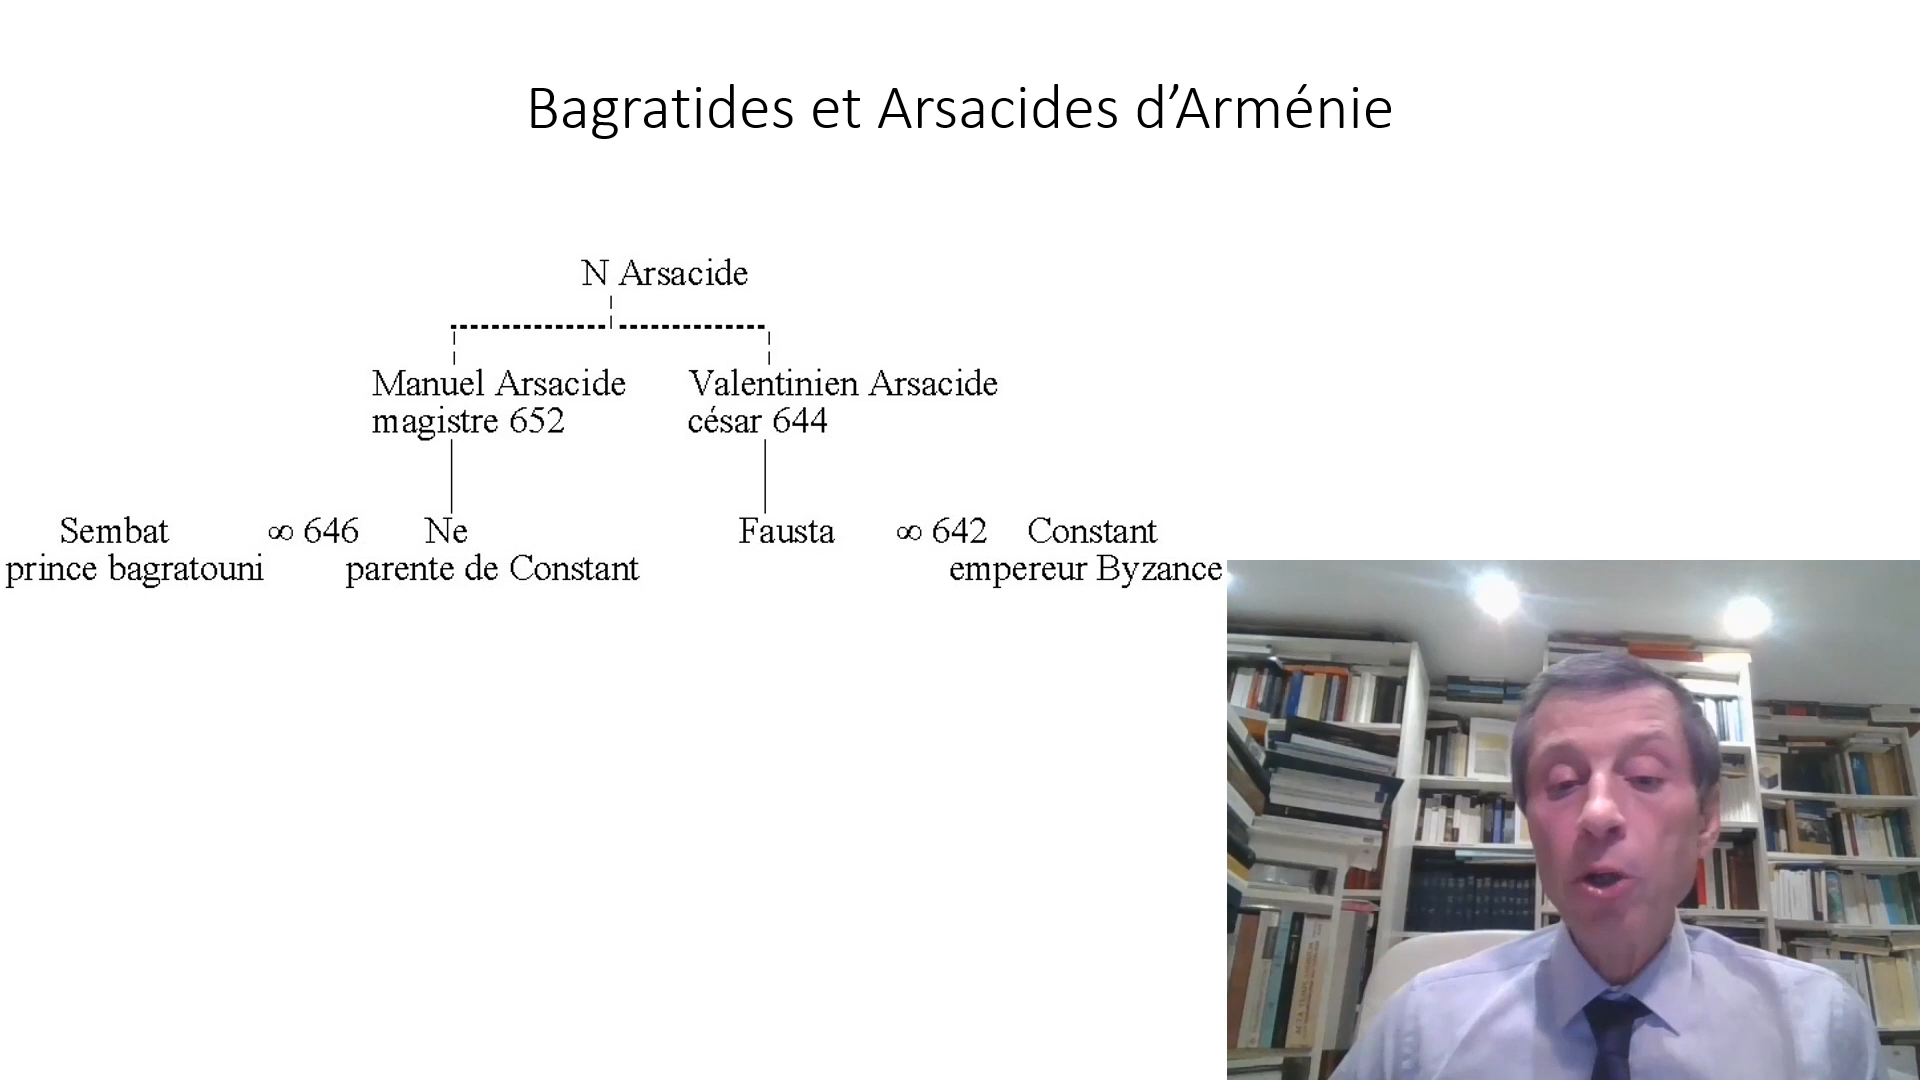 Bagratides et Arsacides d’Arménie
N Arsacide
Manuel Arsacide Valentinien Arsacide
magistre 652 césar 644
Sembat ∞ 646 Ne Fausta ∞ 642 Constant
prince bagratouni parente de Constant empereur Byzance